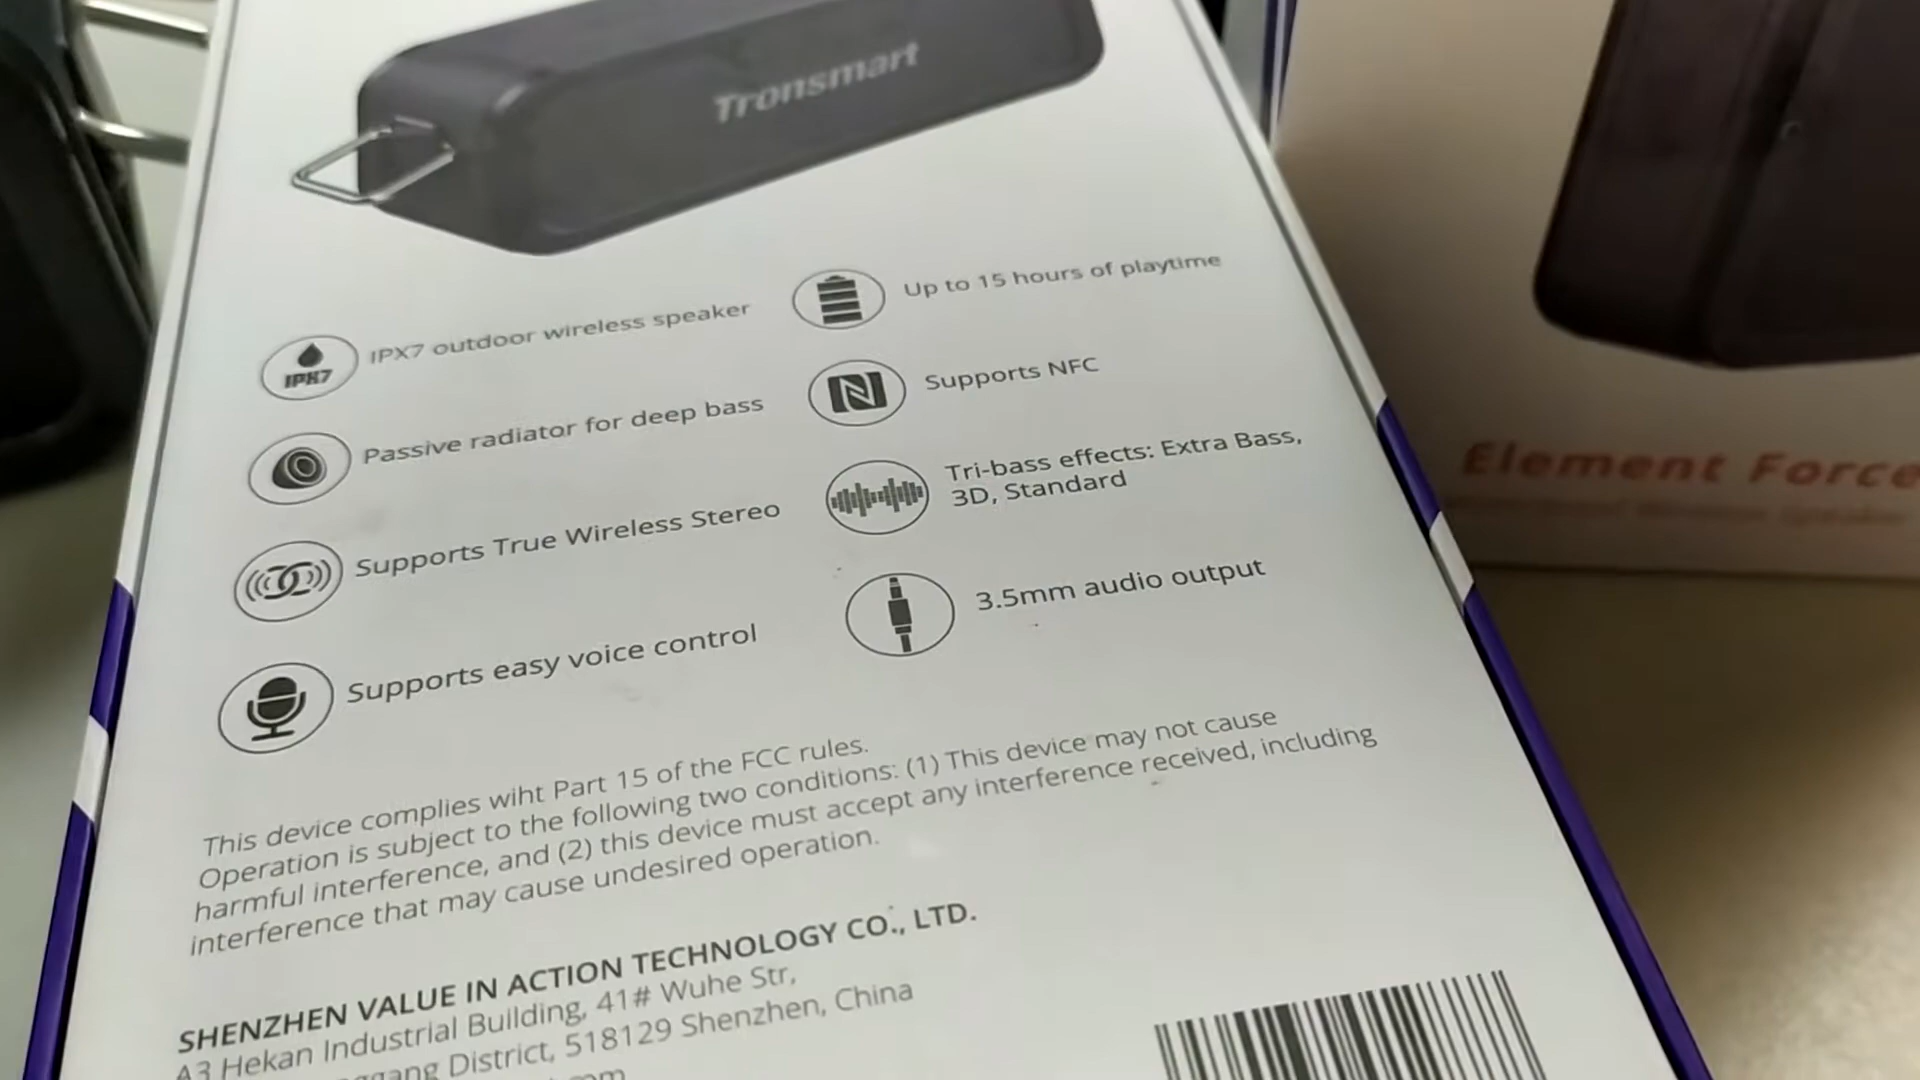 Tronsmart
IPX7
IPX7 outdoor wireless speaker
Up to 15 hours of playtime
Passive radiator for deep bass
Supports NFC
Supports True Wireless Stereo
Tri-bass effects: Extra Bass,
3D, Standard
Supports easy voice control
3.5mm audio output
This device complies wiht Part 15 of the FCC rules.
Operation is subject to the following two conditions: (1) This device may not cause
harmful interference, and (2) this device must accept any interference received, including
interference that may cause undesired operation.
SHENZHEN VALUE IN ACTION TECHNOLOGY CO., LTD.
A3 Hekan Industrial Building, 41# Wuhe Str,
District, 518129 Shenzhen, China
Element Force